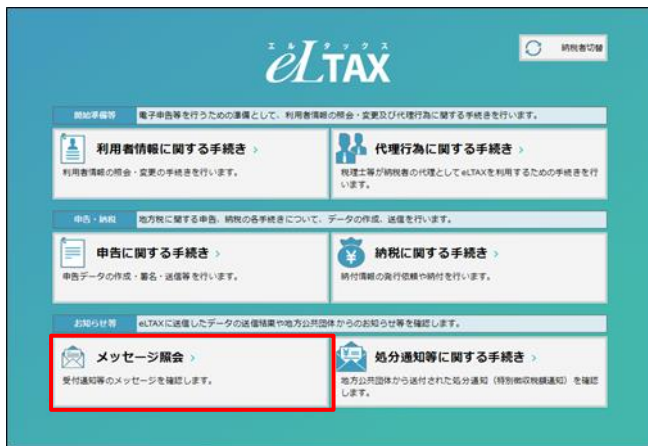 エルタックス
eLTAX
納税者切替
開始準備等
電子申告等を行うための準備として、利用者情報の照会・変更及び代行行為に関する手続きを行います。
利用者情報に関する手続き
利用者情報の照会・変更の手続きを行います。
代理行為に関する手続き
税理士等が納税者の代理としてeLTAXを利用するための手続きを行
います。
申告・納税
地方税に関する申告、納税の各手続きについて、データの作成、送信を行います。
申告に関する手続き
申告データの作成・署名・送信等を行います。
納税に関する手続き
納付情報の発行依頼や納付を行います。
お知らせ等
eLTAXに送信したデータの送信結果や地方公共団体からのお知らせ等を確認します。
メッセージ照会
受付通知等のメッセージを確認します。
処分通知等に関する手続き
地方公共団体から送付された処分通知（特別徴収税額通知）を確認
します。